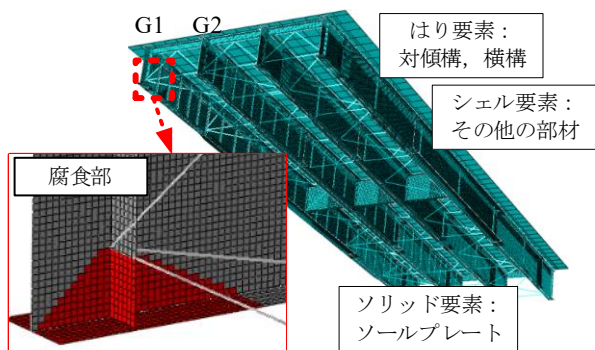 G1 G2
はり要素：
対傾構，横構
シェル要素：
その他の部材
腐食部
ソリッド要素：
ソールプレート